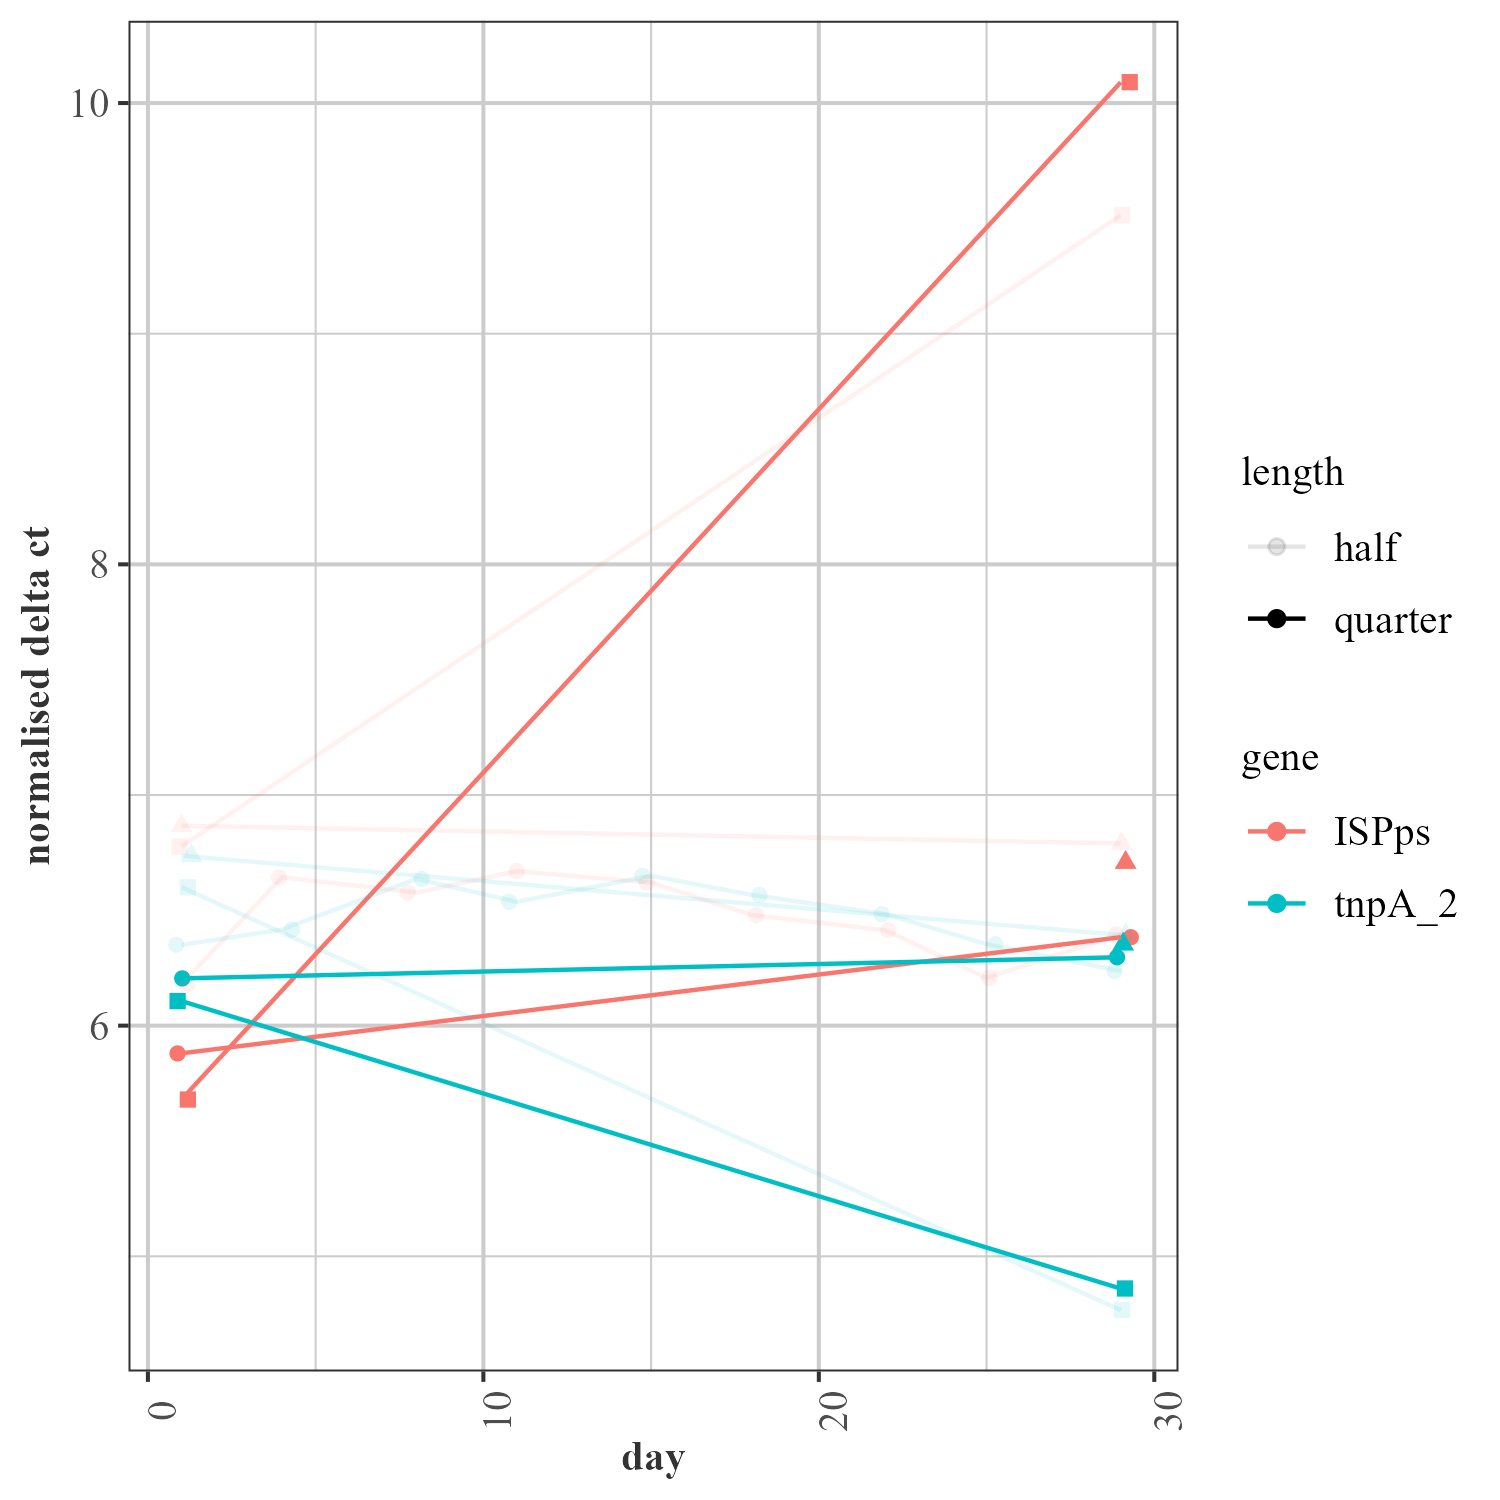 10
8
6
normalised delta ct
0
10
20
30
day
length
half
quarter
gene
ISPps
tnpA_2